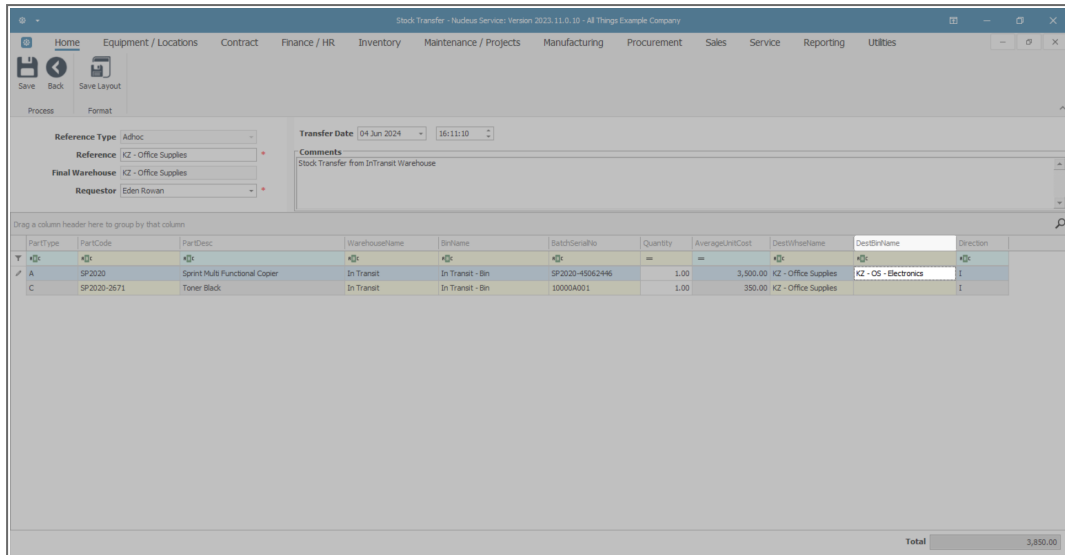 Stock Transfer - Nucleus Service: Version 2023.11.0.10 - All Things Example Company
Home Equipment / Locations Contract Finance / HR Inventory Maintenance / Projects Manufacturing Procurement Sales Service Reporting Utilities
Save Back Save Layout
Process Format
Reference Type Adhoc
Transfer Date 04 Jun 2024 16:11:10
Reference KZ - Office Supplies *
Comments
Stock Transfer from InTransit Warehouse
Final Warehouse KZ - Office Supplies
Requestor Eden Rowan *
Drag a column header here to group by that column
PartType PartCode PartDesc WarehouseName BinName BatchSerialNo Quantity AverageUnitCost DestWhseName DestBinName Direction
A SP2020 Sprint Multi Functional Copier In Transit In Transit - Bin SP2020-45062446 1.00 3,500.00 KZ - Office Supplies KZ - OS - Electronics I
C SP2020-2671 Toner Black In Transit In Transit - Bin 10000A001 1.00 350.00 KZ - Office Supplies I
Total 3,850.00